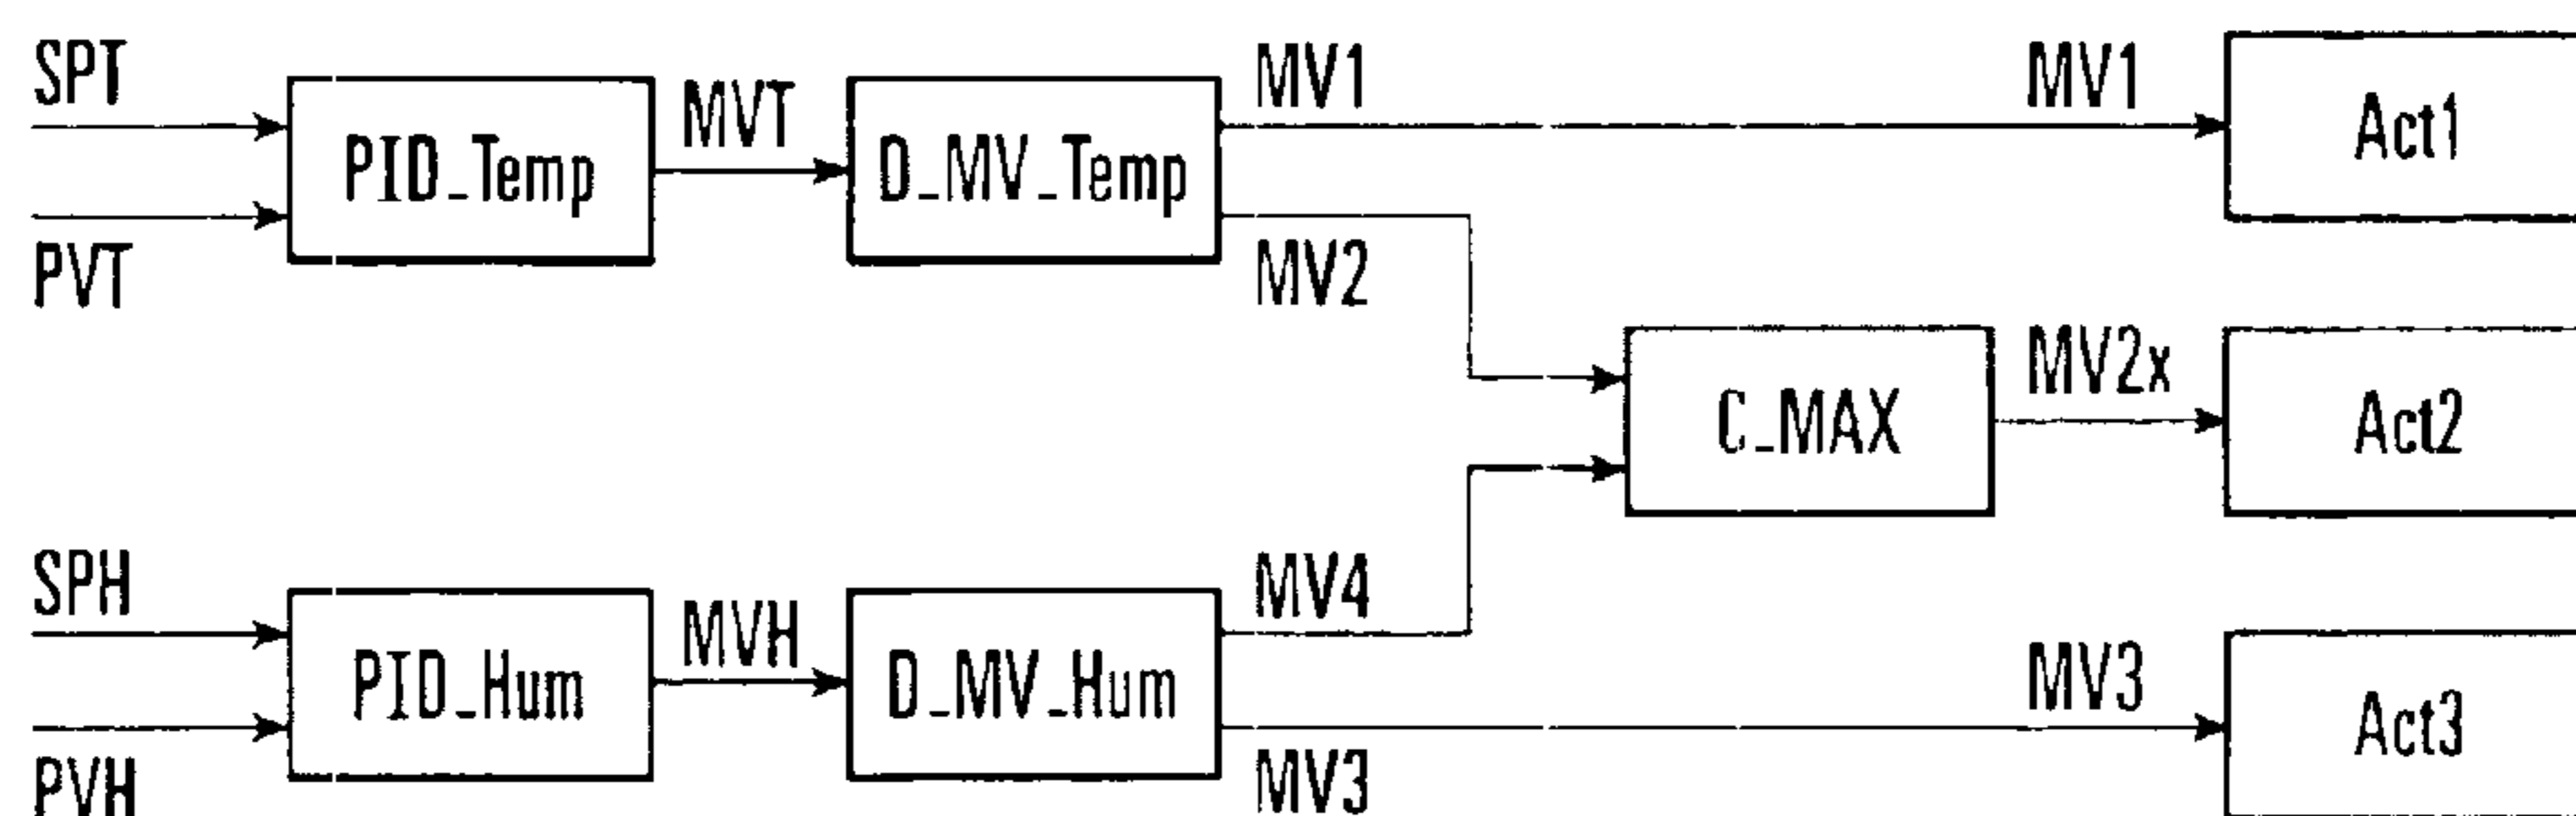 SPT
PVT
PID_Temp
MVT
D_MV_Temp
MV1
MV2
MV1
Act1
C_MAX
MV2x
Act2
SPH
PVH
PID_Hum
MVH
D_MV_Hum
MV4
MV3
MV3
Act3